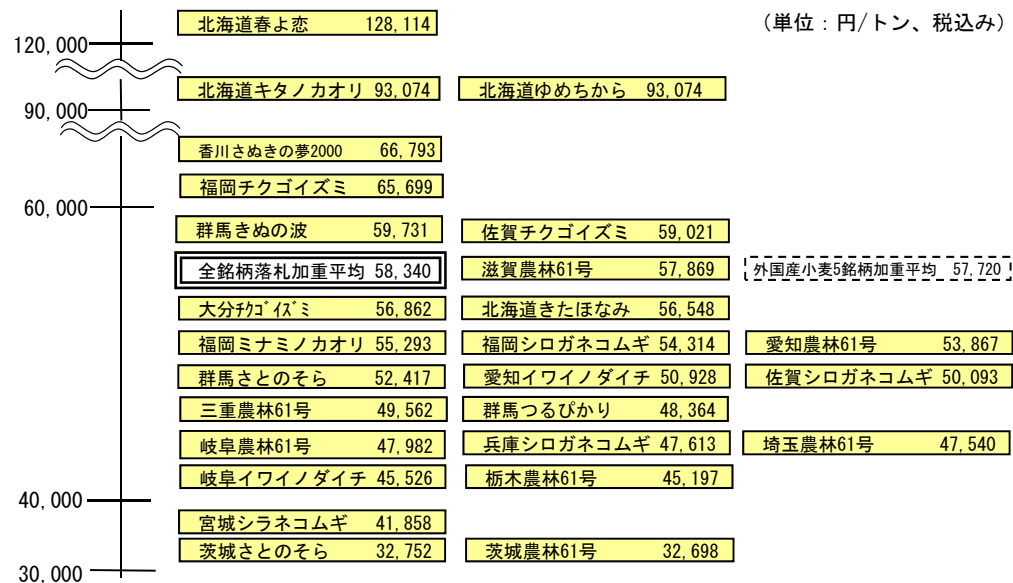 （単位：円/トン、税込み）
北海道春よ恋 128,114
120,000
北海道キタノカオリ 93,074 北海道ゆめちから 93,074
90,000
香川さぬきの夢2000 66,793
福岡チクゴイズミ 65,699
60,000
群馬きぬの波 59,731 佐賀チクゴイズミ 59,021
全銘柄落札加重平均 58,340 滋賀農林61号 57,869 外国産小麦5銘柄加重平均 57,720
大分ﾁｸｺﾞｲｽﾞﾐ 56,862 北海道きたほなみ 56,548
福岡ミナミノカオリ 55,293 福岡シロガネコムギ 54,314 愛知農林61号 53,867
群馬さとのそら 52,417 愛知イワイノダイチ 50,928 佐賀シロガネコムギ 50,093
三重農林61号 49,562 群馬つるぴかり 48,364
岐阜農林61号 47,982 兵庫シロガネコムギ 47,613 埼玉農林61号 47,540
岐阜イワイノダイチ 45,526 栃木農林61号 45,197
40,000
宮城シラネコムギ 41,858
茨城さとのそら 32,752 茨城農林61号 32,698
30,000